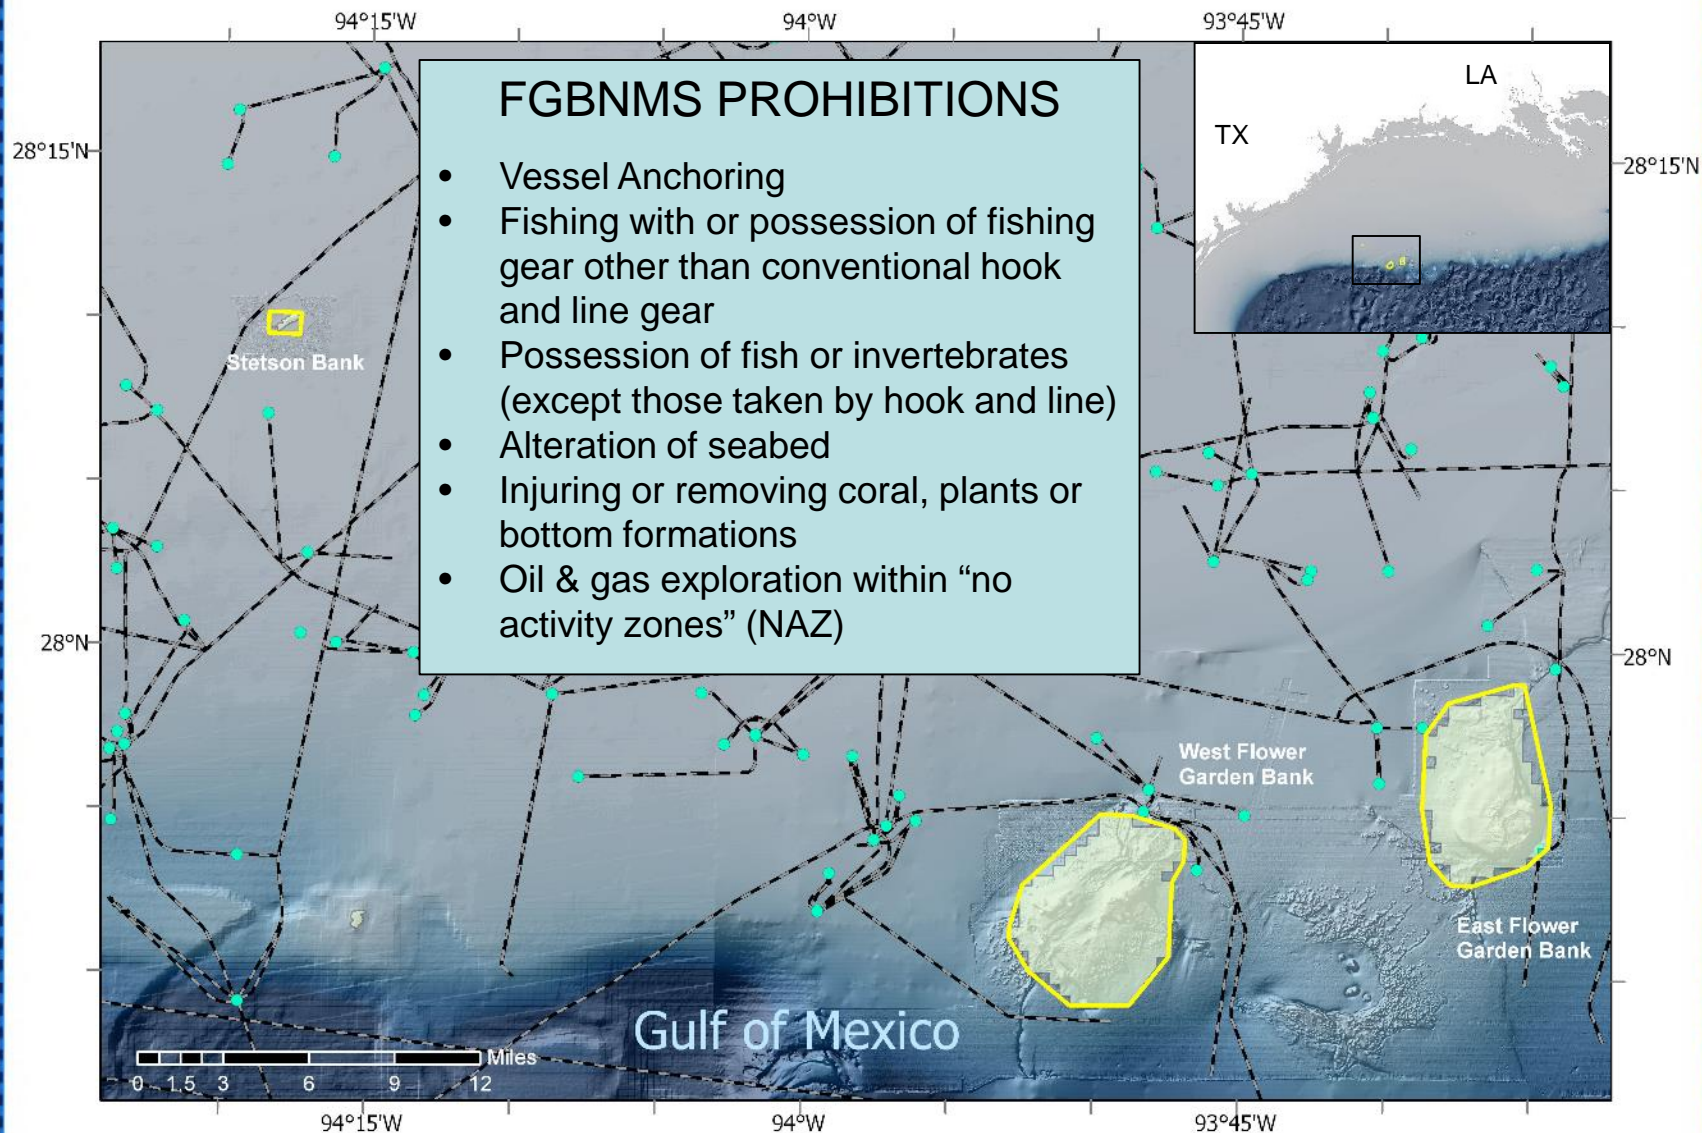 94°15'W 94°W 93°45'W
FGBNMS PROHIBITIONS
• Vessel Anchoring
• Fishing with or possession of fishing
gear other than conventional hook
and line gear
• Possession of fish or invertebrates
(except those taken by hook and line)
• Alteration of seabed
• Injuring or removing coral, plants or
bottom formations
• Oil & gas exploration within “no
activity zones” (NAZ)
LA
TX
28°15'N 28°15'N
Stetson Bank
28°N 28°N
West Flower
Garden Bank
East Flower
Garden Bank
Gulf of Mexico
Miles
0 1.5 3 6 9 12
94°15'W 94°W 93°45'W